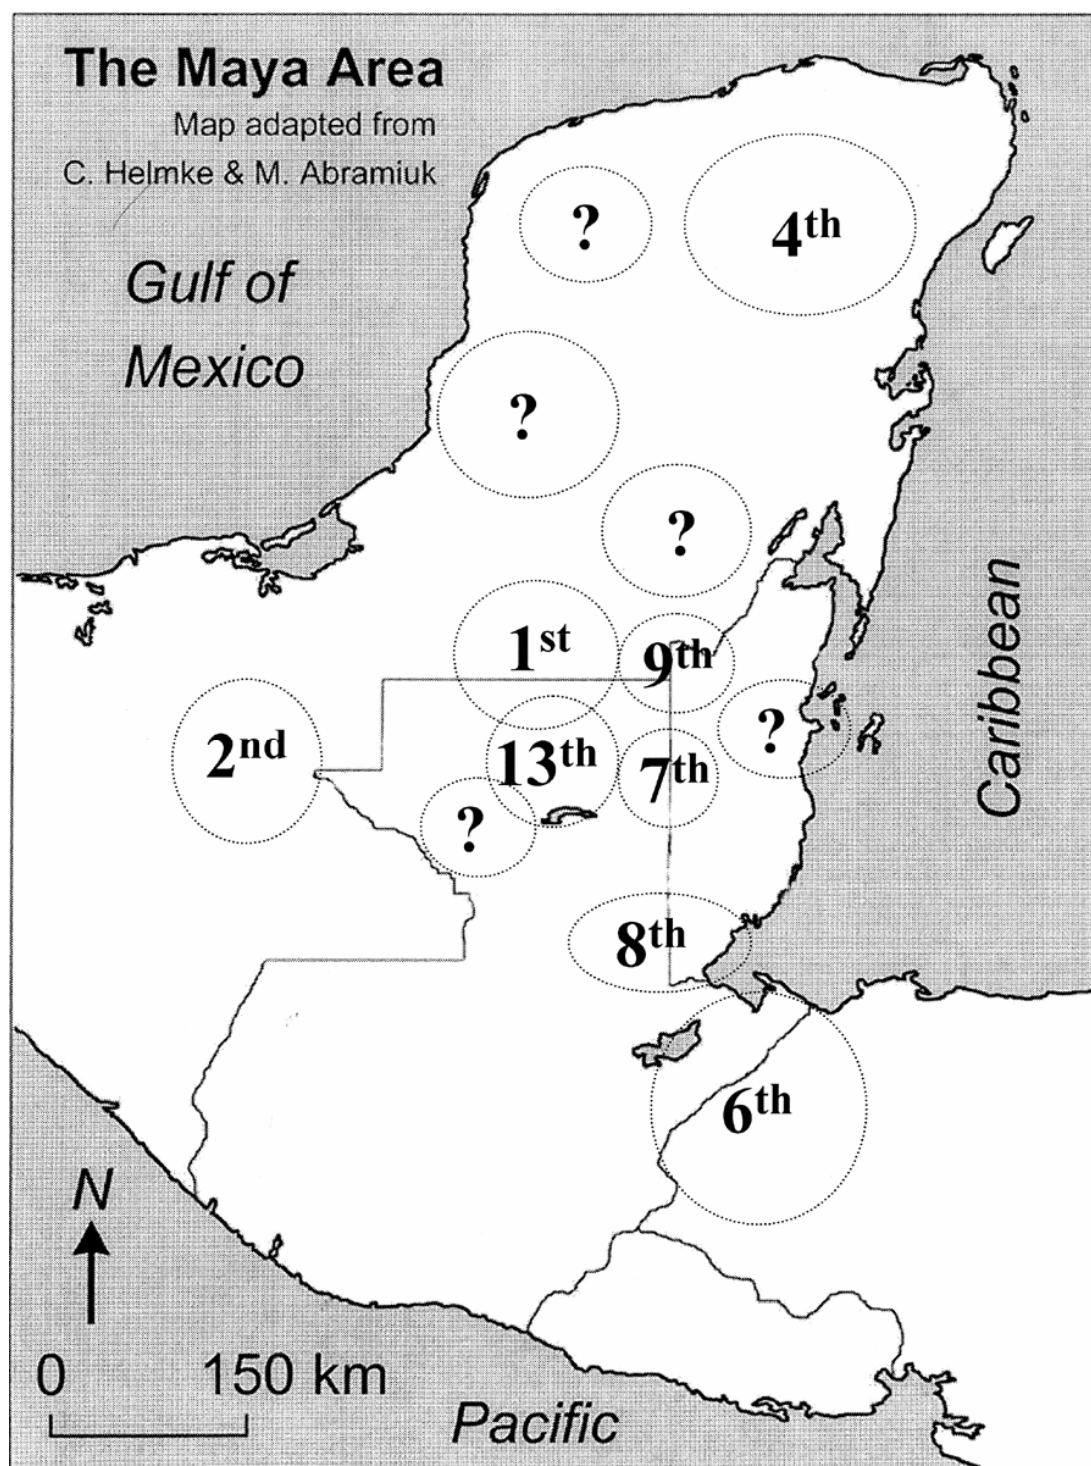 The Maya Area
Map adapted from
C. Helmke & M. Abramiuk
?
4th
Gulf of
Mexico
?
?
Caribbean
1st
9th
2nd
13th
7th
?
?
8th
6th
N
0 150 km
Pacific